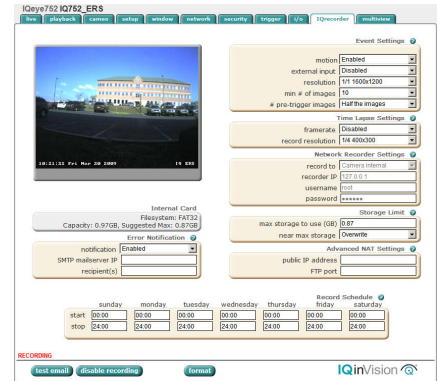 IQeye752 IQ752_ERS
live playback cameo setup window network security trigger i/o IQrecorder multiview
Event Settings
motion Enabled
external input Disabled
resolution 1/1 1600x1200
min # of images 10
# pre-trigger images Half the images
Time Lapse Settings
framerate Disabled
record resolution 1/4 400x300
10:21:22 Fri Mar 20 2009 IQ ERS
Network Recorder Settings
record to Camera internal
recorder IP 127.0.0.1
username root
password ******
Internal Card
Filesystem: FAT32
Capacity: 0.97GB, Suggested Max: 0.87GB
Storage Limit
max storage to use (GB) 0.87
near max storage Overwrite
Error Notification
notification Enabled
SMTP mailserver IP
recipient(s)
Advanced NAT Settings
public IP address
FTP port
Record Schedule
sunday monday tuesday wednesday thursday friday saturday
start 00:00 00:00 00:00 00:00 00:00 00:00 00:00
stop 24:00 24:00 24:00 24:00 24:00 24:00 24:00
RECORDING
test email disable recording format
IQinVision